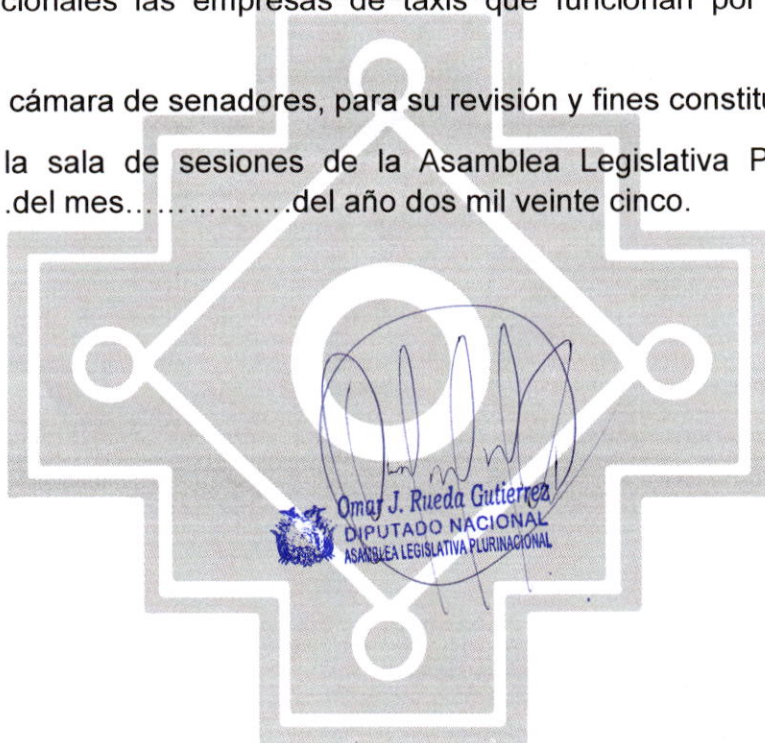 cionales las empresas de taxis que funcionan por
cámara de senadores, para su revisión y fines constitu
la sala de sesiones de la Asamblea Legislativa P
.del mes................del año dos mil veinte cinco.
Omar J. Rueda Gutierrez
DIPUTADO NACIONAL
ASAMBLEA LEGISLATIVA PLURINACIONAL